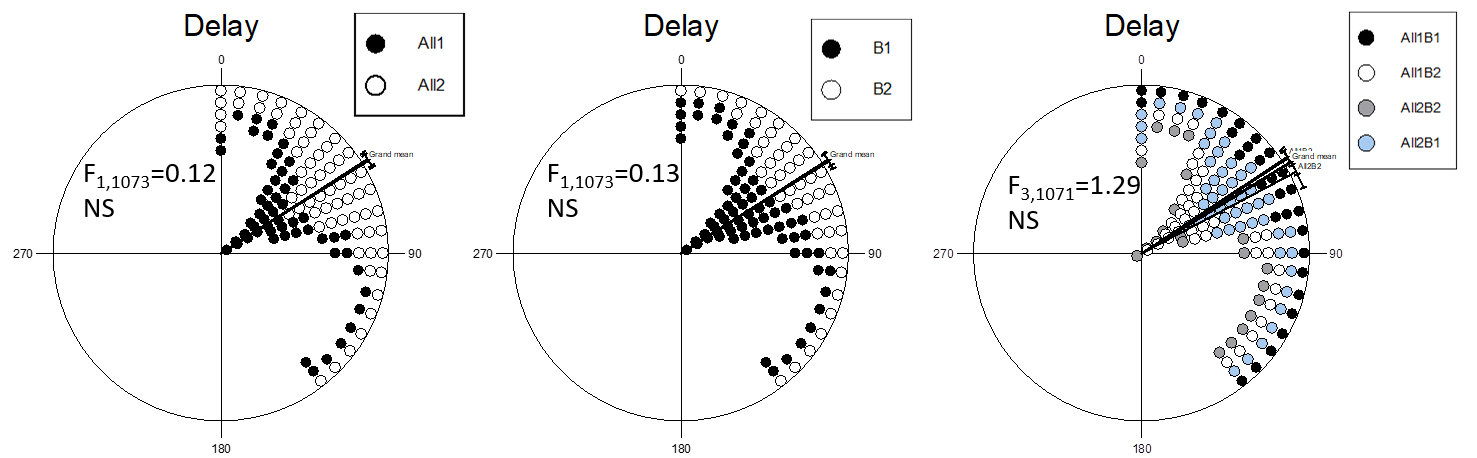 Delay
All1
All2
0
F1,1073=0.12
NS
Grand mean
270
90
180
Delay
B1
B2
0
F1,1073=0.13
NS
Grand mean
270
90
180
Delay
All1B1
All1B2
All2B2
All2B1
0
F3,1071=1.29
NS
Grand mean
All2B2
270
90
180